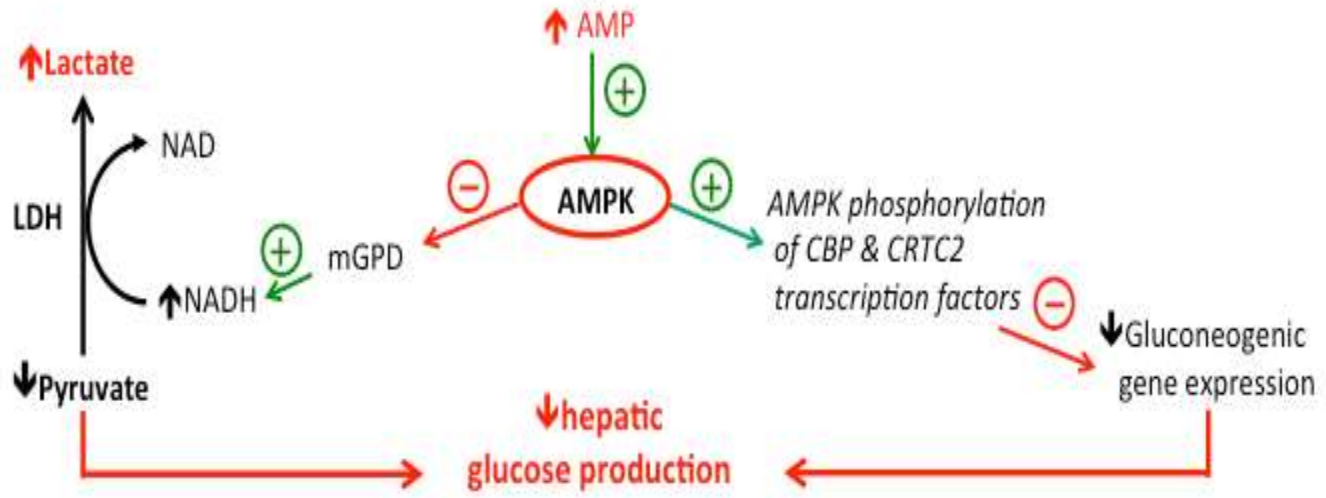 ↑ AMP
↑Lactate
+
NAD
−
AMPK
+
LDH
AMPK phosphorylation
of CBP & CRTC2
transcription factors
+
mGPD
↑NADH
−
↓Gluconeogenic
gene expression
↓Pyruvate
↓hepatic
glucose production